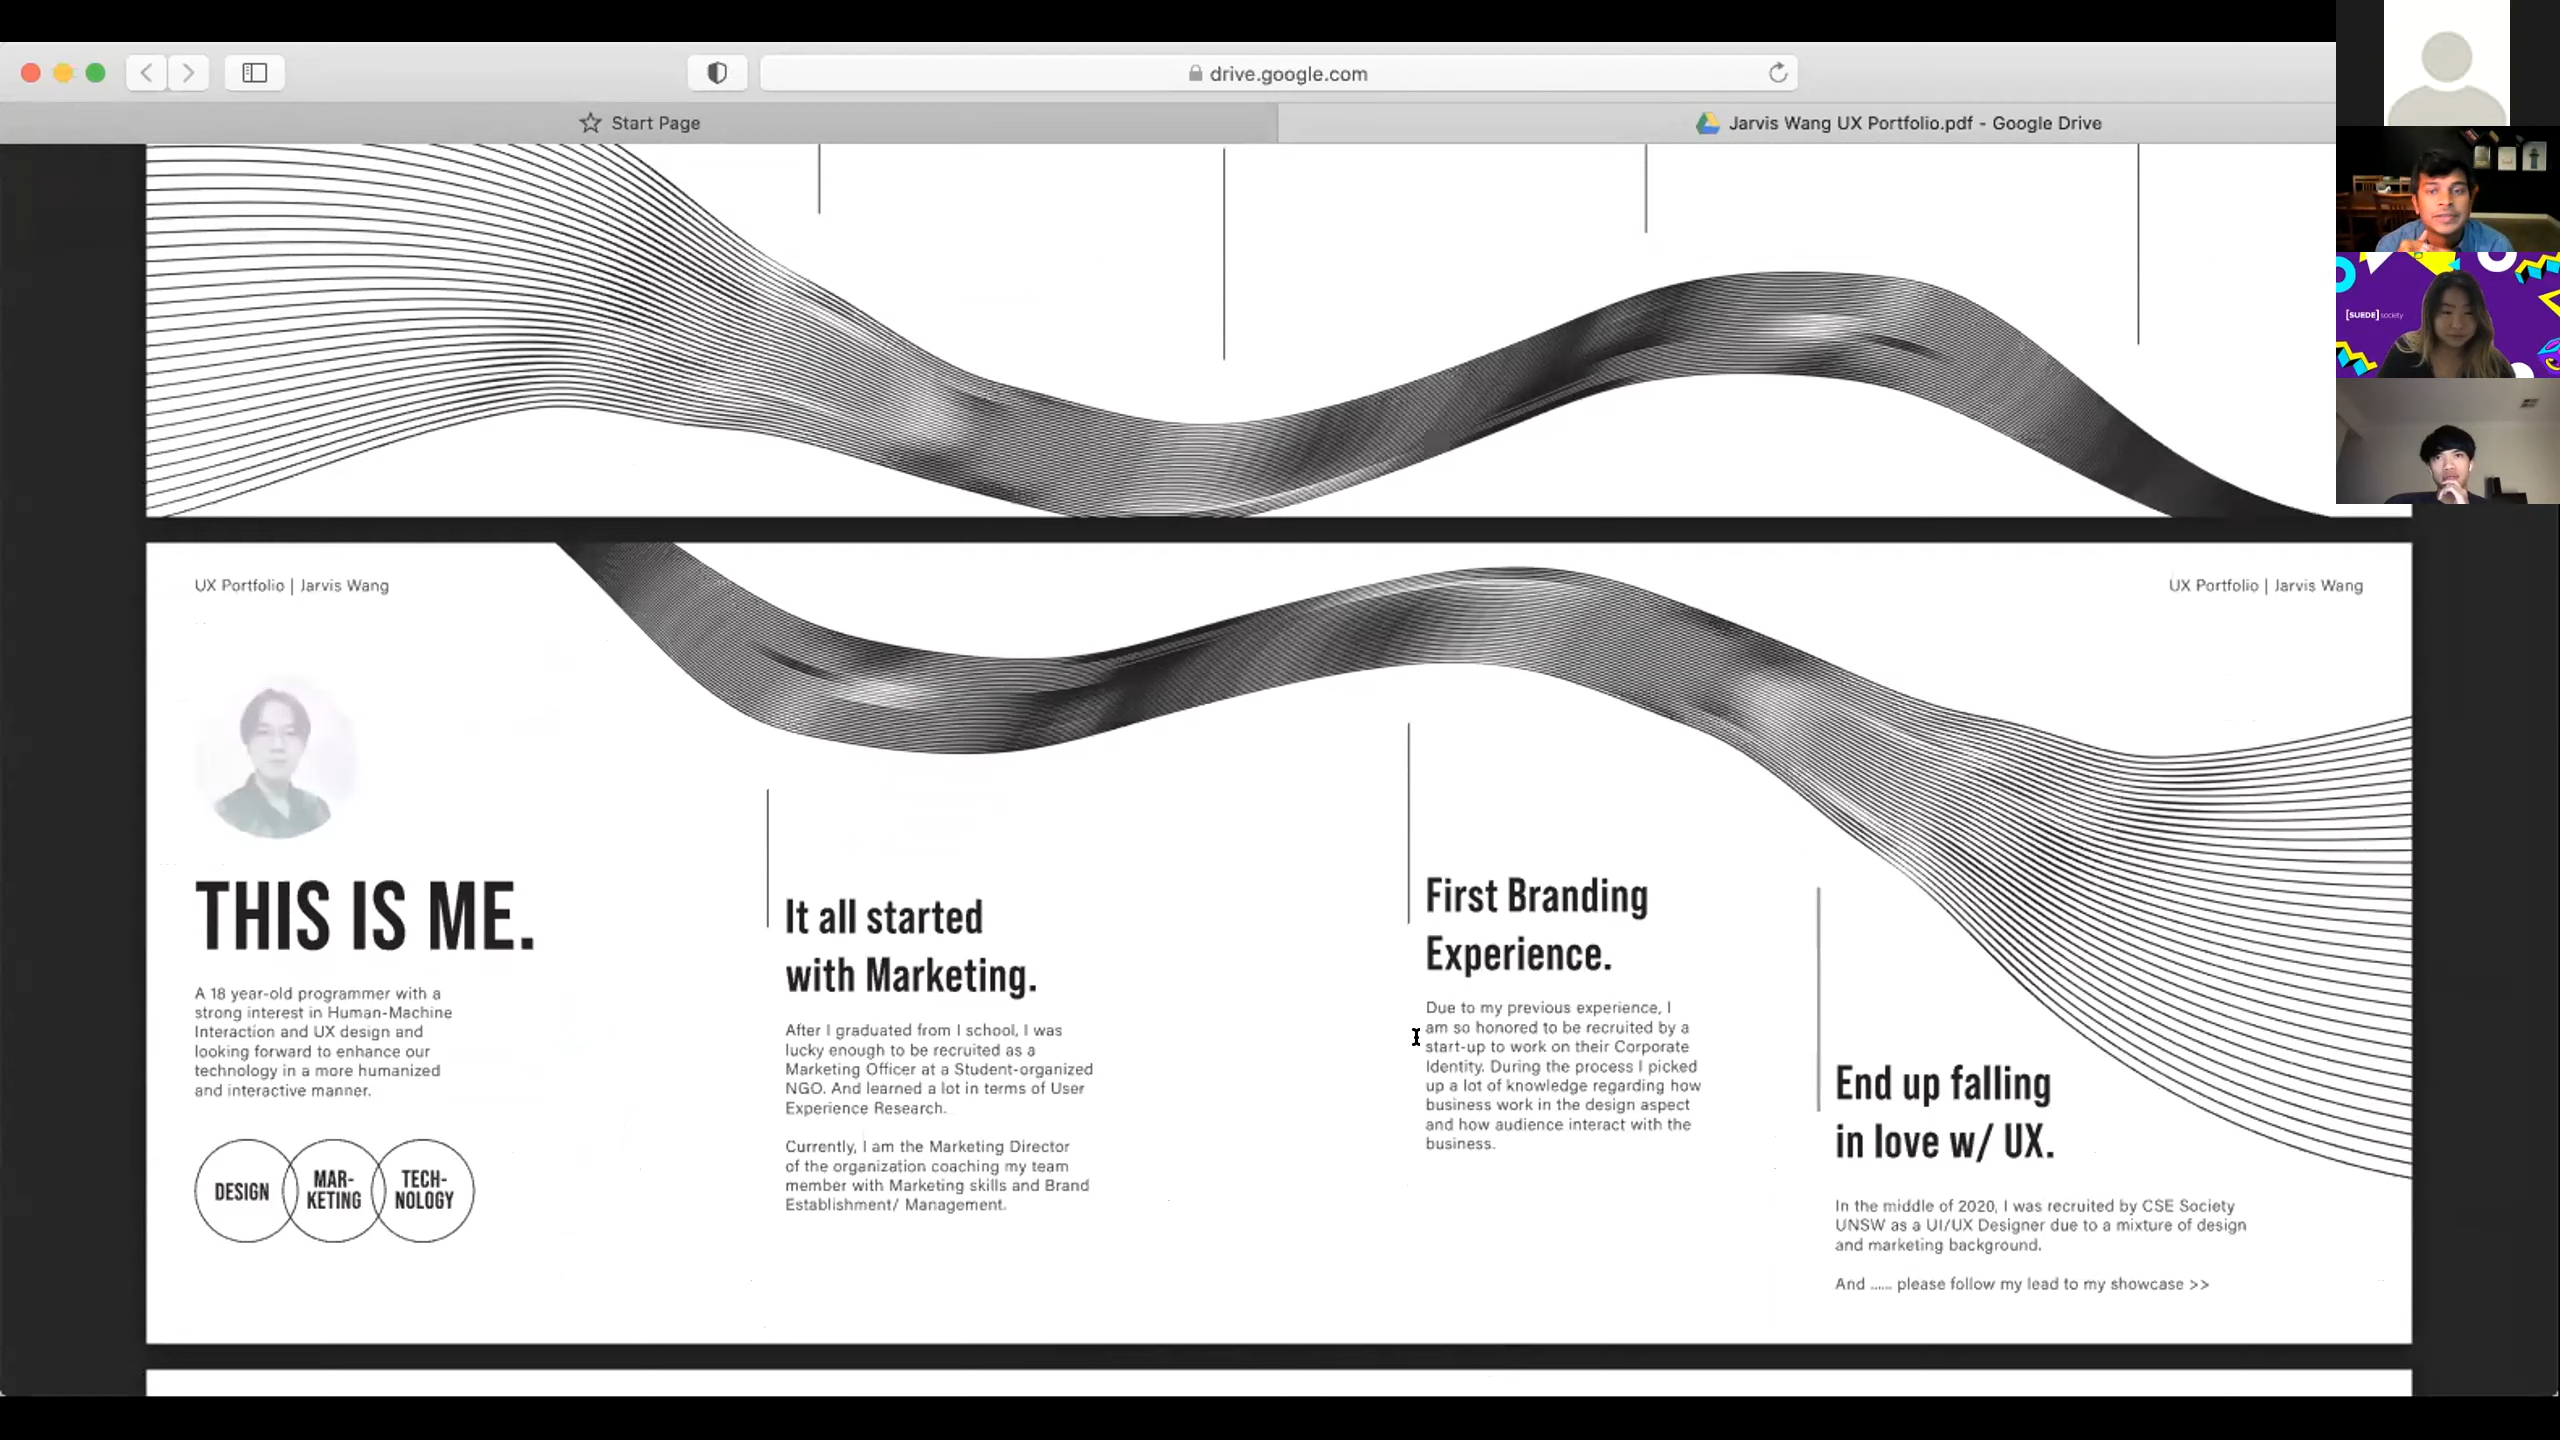 drive.google.com
Start Page
Jarvis Wang UX Portfolio.pdf - Google Drive
[SUEDE]society
UX Portfolio | Jarvis Wang
UX Portfolio | Jarvis Wang
THIS IS ME.
A 18 year-old programmer with a
strong interest in Human-Machine
Interaction and UX design and
looking forward to enhance our
technology in a more humanized
and interactive manner.
DESIGN
MAR-
KETING
TECH-
NOLOGY
It all started
with Marketing.
After I graduated from I school, I was
lucky enough to be recruited as a
Marketing Officer at a Student-organized
NGO. And learned a lot in terms of User
Experience Research.
Currently, I am the Marketing Director
of the organization coaching my team
member with Marketing skills and Brand
Establishment/ Management.
First Branding
Experience.
Due to my previous experience, I
am so honored to be recruited by a
start-up to work on their Corporate
Identity. During the process I picked
up a lot of knowledge regarding how
business work in the design aspect
and how audience interact with the
business.
End up falling
in love w/ UX.
In the middle of 2020, I was recruited by CSE Society
UNSW as a UI/UX Designer due to a mixture of design
and marketing background.
And ...... please follow my lead to my showcase >>